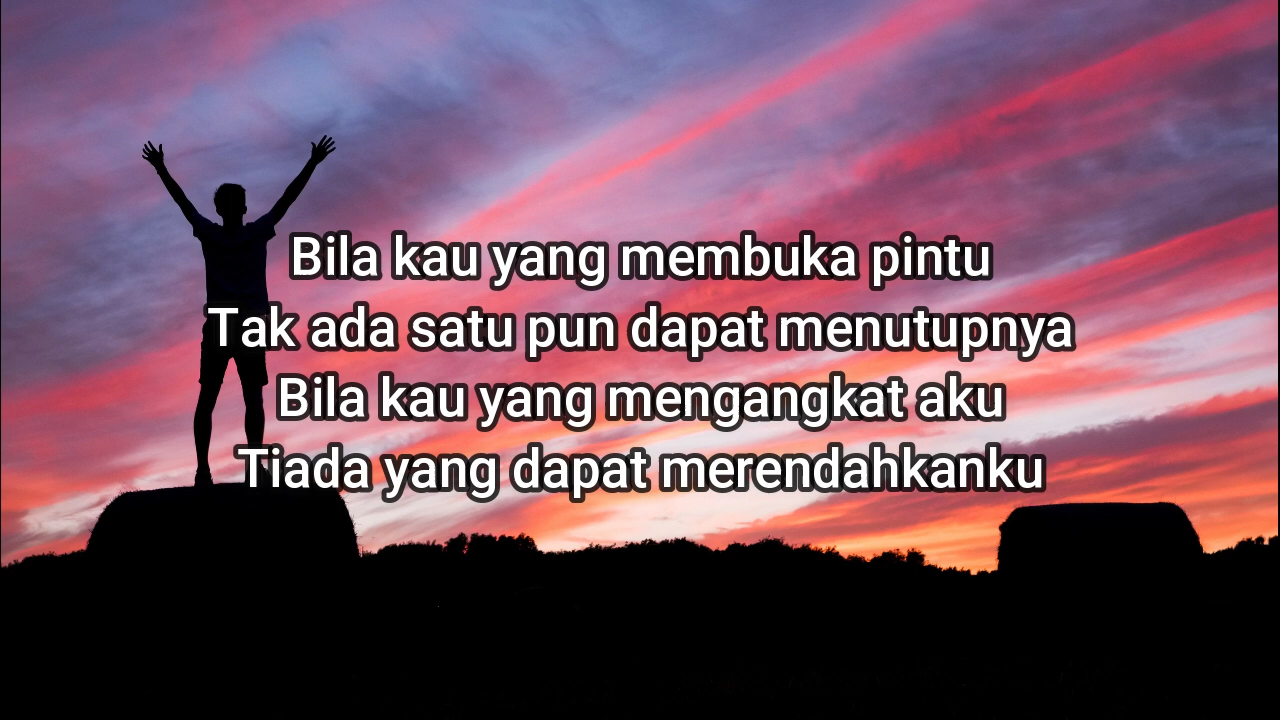 Bila kau yang membuka pintu
Tak ada satu pun dapat menutupnya
Bila kau yang mengangkat aku
Tiada yang dapat merendahkanku